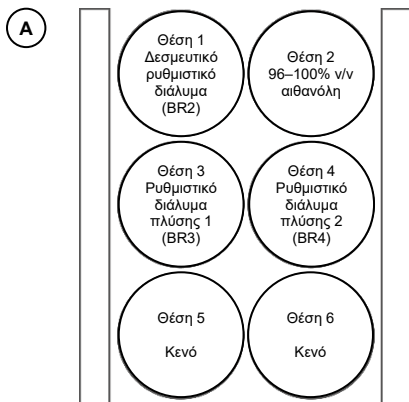 A
Θέση 1
Δεσμευτικό
ρυθμιστικό
διάλυμα
(BR2)
Θέση 2
96–100% v/v
αιθανόλη
Θέση 3
Ρυθμιστικό
διάλυμα
πλύσης 1
(BR3)
Θέση 4
Ρυθμιστικό
διάλυμα
πλύσης 2
(BR4)
Θέση 5
Κενό
Θέση 6
Κενό